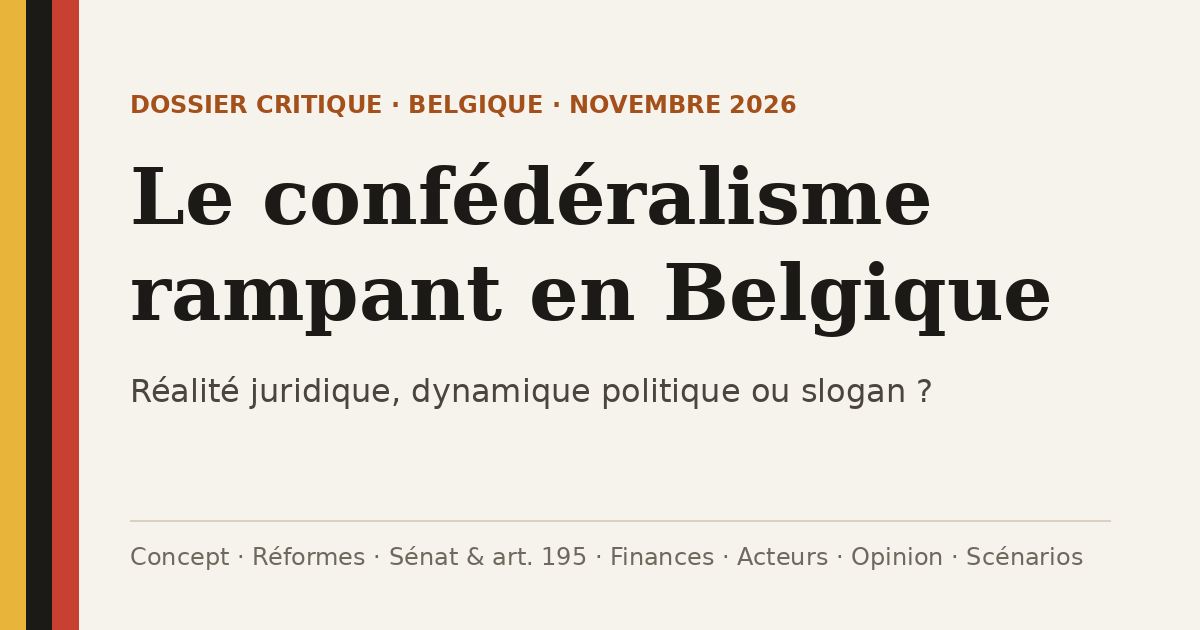 DOSSIER CRITIQUE · BELGIQUE · NOVEMBRE 2026
Le confédéralisme
rampant en Belgique
Réalité juridique, dynamique politique ou slogan ?
Concept · Réformes · Sénat & art. 195 · Finances · Acteurs · Opinion · Scénarios